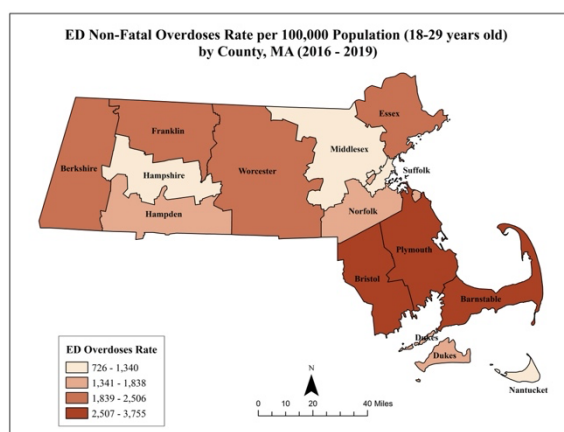 ED Non-Fatal Overdoses Rate per 100,000 Population (18-29 years old)
by County, MA (2016 - 2019)
Essex
Franklin
Middlesex
Berkshire
Hampshire
Worcester
Suffolk
Hampden
Norfolk
Plymouth
Bristol
Barnstable
Dukes
Dukes
Nantucket
ED Overdoses Rate
726 - 1,340
1,341 - 1,838
1,839 - 2,506
2,507 - 3,755
N
0 5 10 20 30 40 Miles